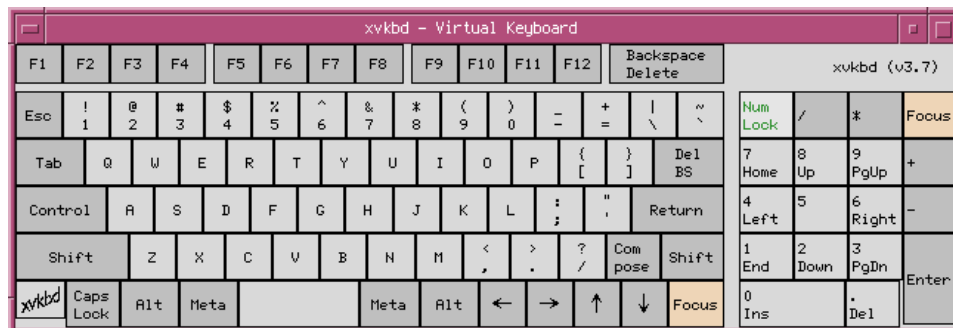 xvkbd - Virtual Keyboard
F1 F2 F3 F4 F5 F6 F7 F8 F9 F10 F11 F12 Backspace xvkbd (v3.7)
Delete
Esc ! @ # $ % ^ & * ( ) _ + | ~ Num / * Focus
1 2 3 4 5 6 7 8 9 0 - = \ ` Lock
Tab Q W E R T Y U I O P { } Del 7 8 9 +
[ ] BS Home Up PgUp
Control A S D F G H J K L : " Return 4 5 6 -
; ' Left Right
Shift Z X C V B N M < > ? Com Shift 1 2 3 Enter
, . / pose End Down PgDn
xvkbd Caps Alt Meta Meta Alt ← → ↑ ↓ Focus 0 .
Lock Ins Del